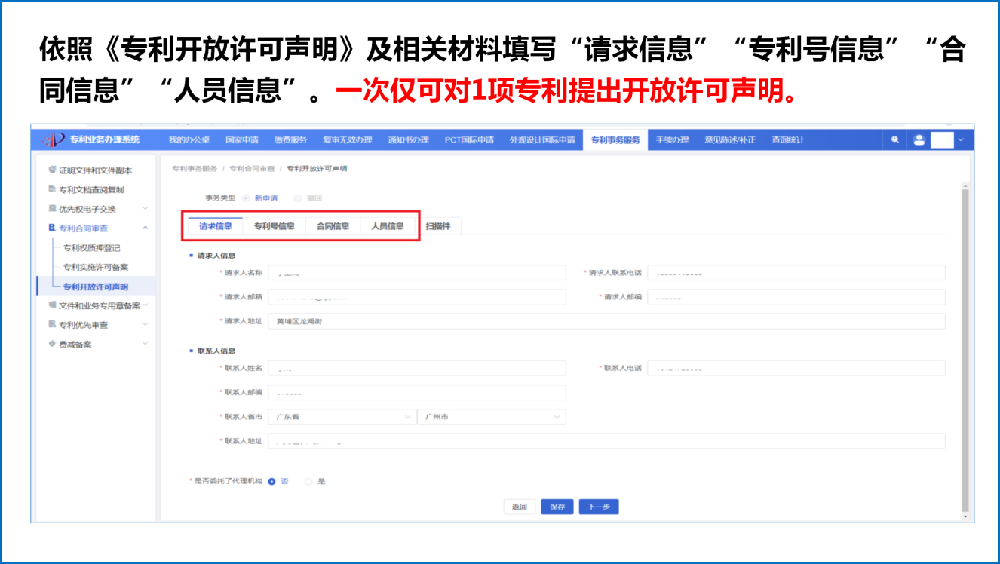 依照《专利开放许可声明》及相关材料填写“请求信息”“专利号信息”“合
同信息”“人员信息”。一次仅可对1项专利提出开放许可声明。
专利业务办理系统 我的办公桌 国家申请 缴费服务 复审无效办理 通知书办理 PCT国际申请 外观设计国际申请 专利事务服务 手续办理 意见陈述/补正 查询统计
证明文件和文件副本
专利文档查阅复制
优先权电子交换
专利合同审查
专利权质押登记
专利实施许可备案
专利开放许可声明
文件和业务专用章备案
专利优先审查
费减备案
专利事务服务 / 专利合同审查 / 专利开放许可声明
事务类型 新申请 撤回
请求信息 专利号信息 合同信息 人员信息 扫描件
请求人信息
*请求人名称 *请求人联系电话
*请求人邮箱 *请求人邮编
*请求人地址 黄埔区龙湖街
联系人信息
*联系人姓名 *联系人电话
*联系人邮编
*联系人省市 广东省 广州市
*联系人地址
*是否委托了代理机构 否 是
返回 保存 下一步